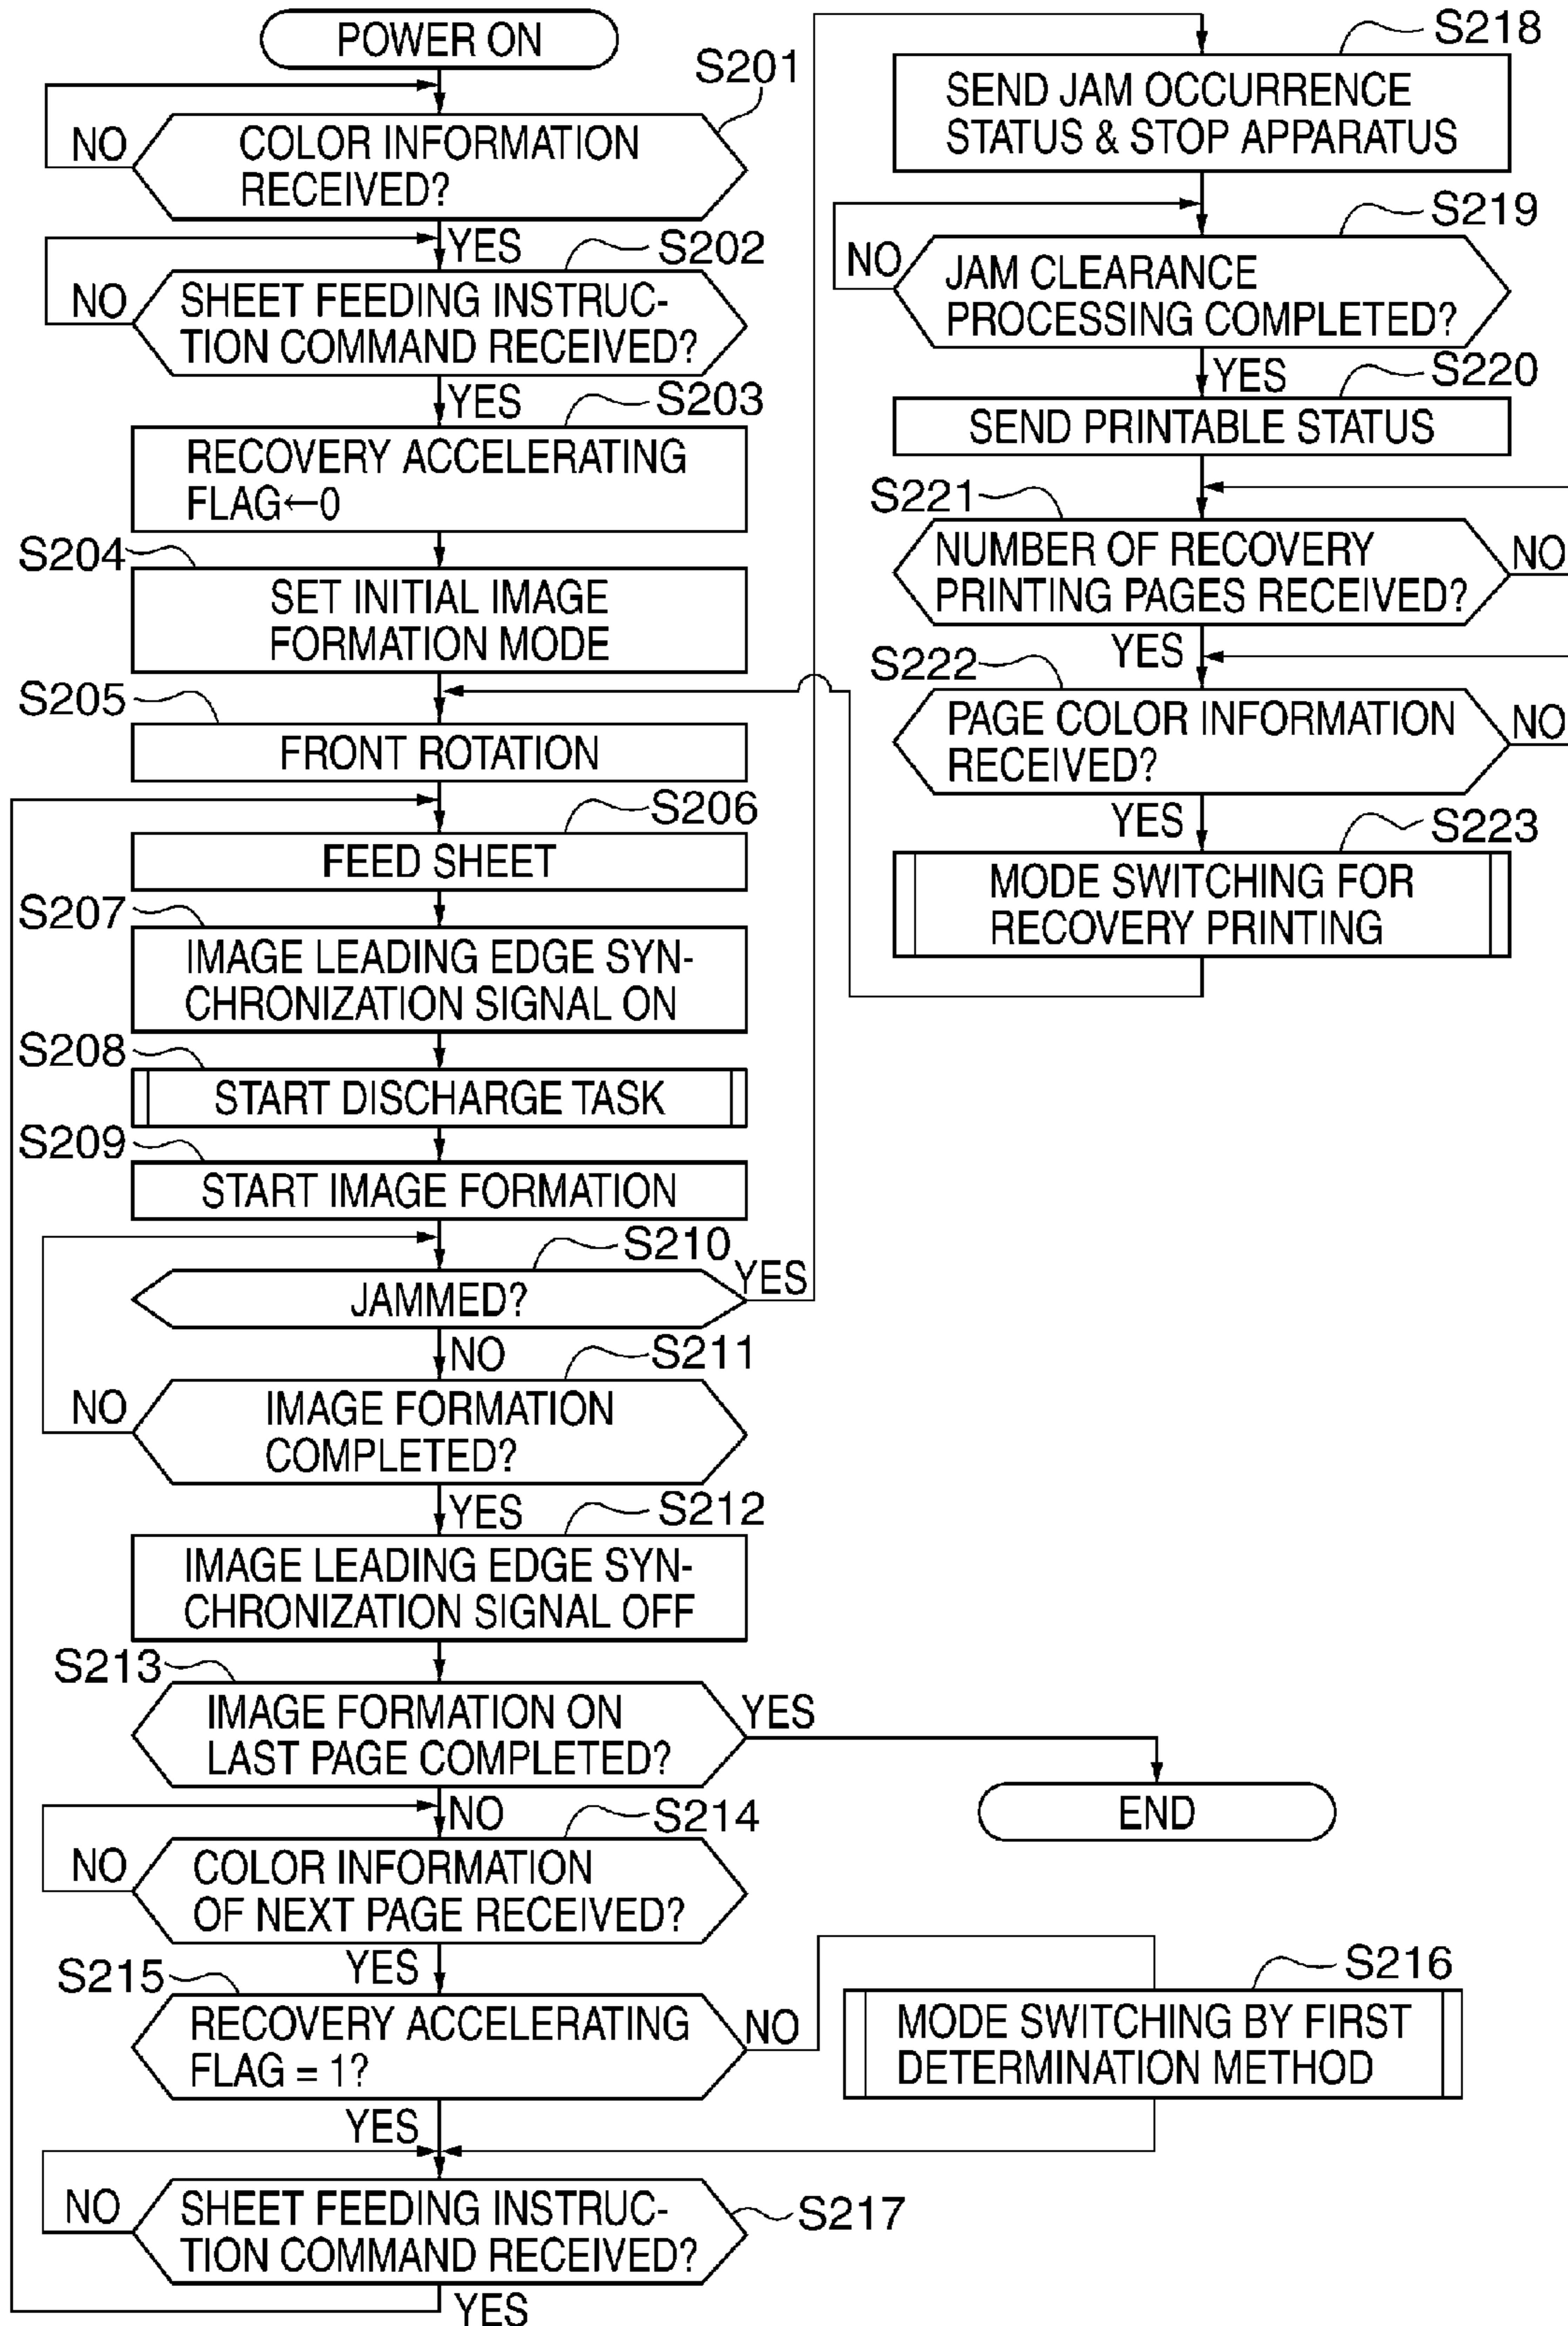 POWER ON
S201
COLOR INFORMATION
RECEIVED?
NO
YES
S202
SHEET FEEDING INSTRUC-
TION COMMAND RECEIVED?
NO
YES
S203
RECOVERY ACCELERATING
FLAG←0
S204
SET INITIAL IMAGE
FORMATION MODE
S205
FRONT ROTATION
S206
FEED SHEET
S207
IMAGE LEADING EDGE SYN-
CHRONIZATION SIGNAL ON
S208
START DISCHARGE TASK
S209
START IMAGE FORMATION
S210
JAMMED?
YES
NO
S211
IMAGE FORMATION
COMPLETED?
NO
YES
S212
IMAGE LEADING EDGE SYN-
CHRONIZATION SIGNAL OFF
S213
IMAGE FORMATION ON
LAST PAGE COMPLETED?
YES
END
NO
S214
COLOR INFORMATION
OF NEXT PAGE RECEIVED?
NO
YES
S215
RECOVERY ACCELERATING
FLAG = 1?
NO
S216
MODE SWITCHING BY FIRST
DETERMINATION METHOD
YES
SHEET FEEDING INSTRUC-
TION COMMAND RECEIVED?
S217
NO
YES
S218
SEND JAM OCCURRENCE
STATUS & STOP APPARATUS
S219
JAM CLEARANCE
PROCESSING COMPLETED?
NO
YES
S220
SEND PRINTABLE STATUS
S221
NUMBER OF RECOVERY
PRINTING PAGES RECEIVED?
NO
YES
S222
PAGE COLOR INFORMATION
RECEIVED?
NO
YES
S223
MODE SWITCHING FOR
RECOVERY PRINTING